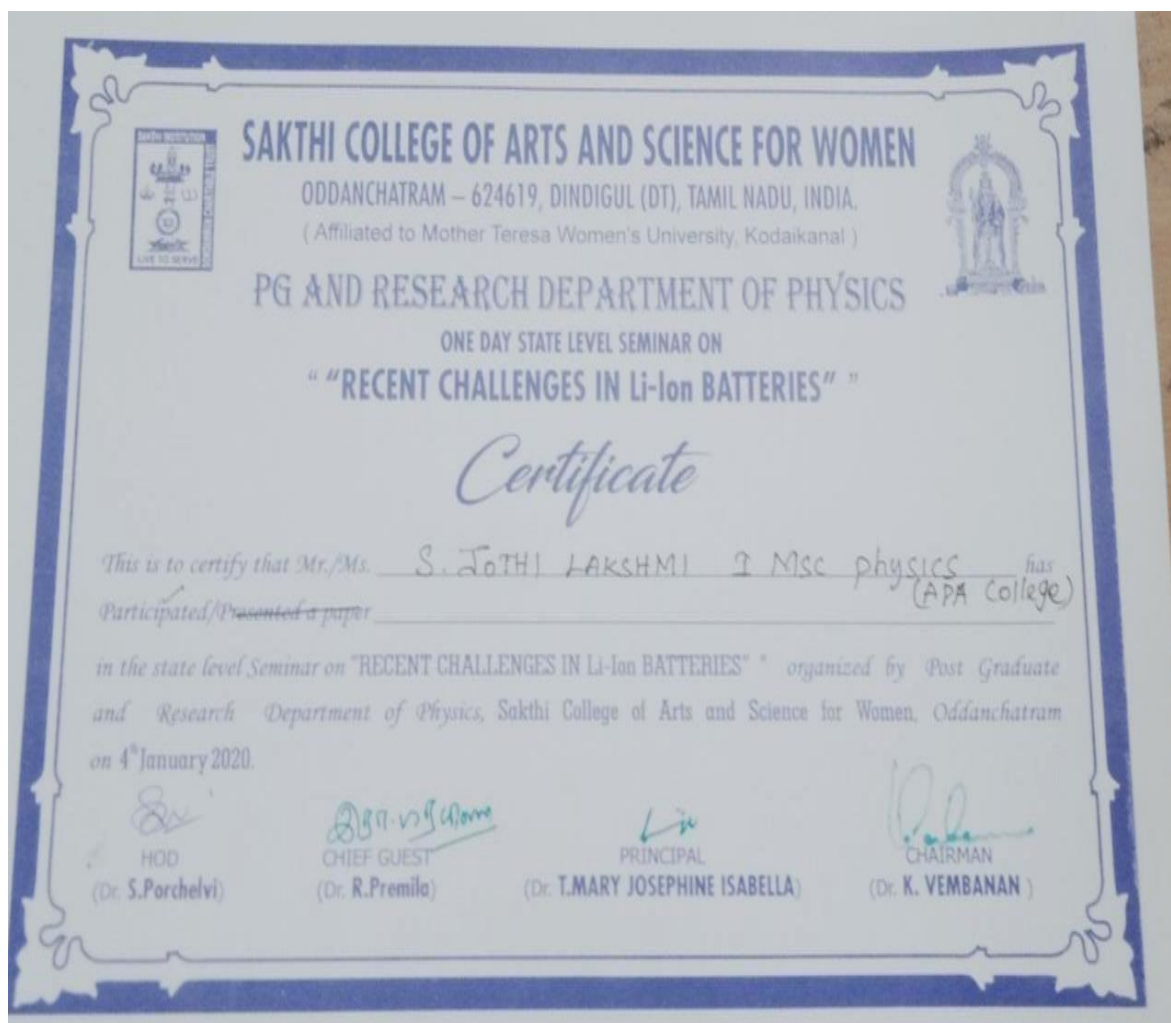 SAKTHI INSTITUTION
LIVE TO SERVE
SAKTHI COLLEGE OF ARTS AND SCIENCE FOR WOMEN
ODDANCHATRAM – 624619, DINDIGUL (DT), TAMIL NADU, INDIA.
( Affiliated to Mother Teresa Women's University, Kodaikanal )
PG AND RESEARCH DEPARTMENT OF PHYSICS
ONE DAY STATE LEVEL SEMINAR ON
“ “RECENT CHALLENGES IN Li-Ion BATTERIES” ”
Certificate
This is to certify that Mr./Ms. S. JOTHI LAKSHMI I MSC physics has
(APA College)
Participated/Presented a paper
in the state level Seminar on "RECENT CHALLENGES IN Li-Ion BATTERIES" " organized by Post Graduate
and Research Department of Physics, Sakthi College of Arts and Science for Women, Oddanchatram
on 4th January 2020.
HOD CHIEF GUEST PRINCIPAL CHAIRMAN
(Dr. S.Porchelvi) (Dr. R.Premila) (Dr. T.MARY JOSEPHINE ISABELLA) (Dr. K. VEMBANAN )